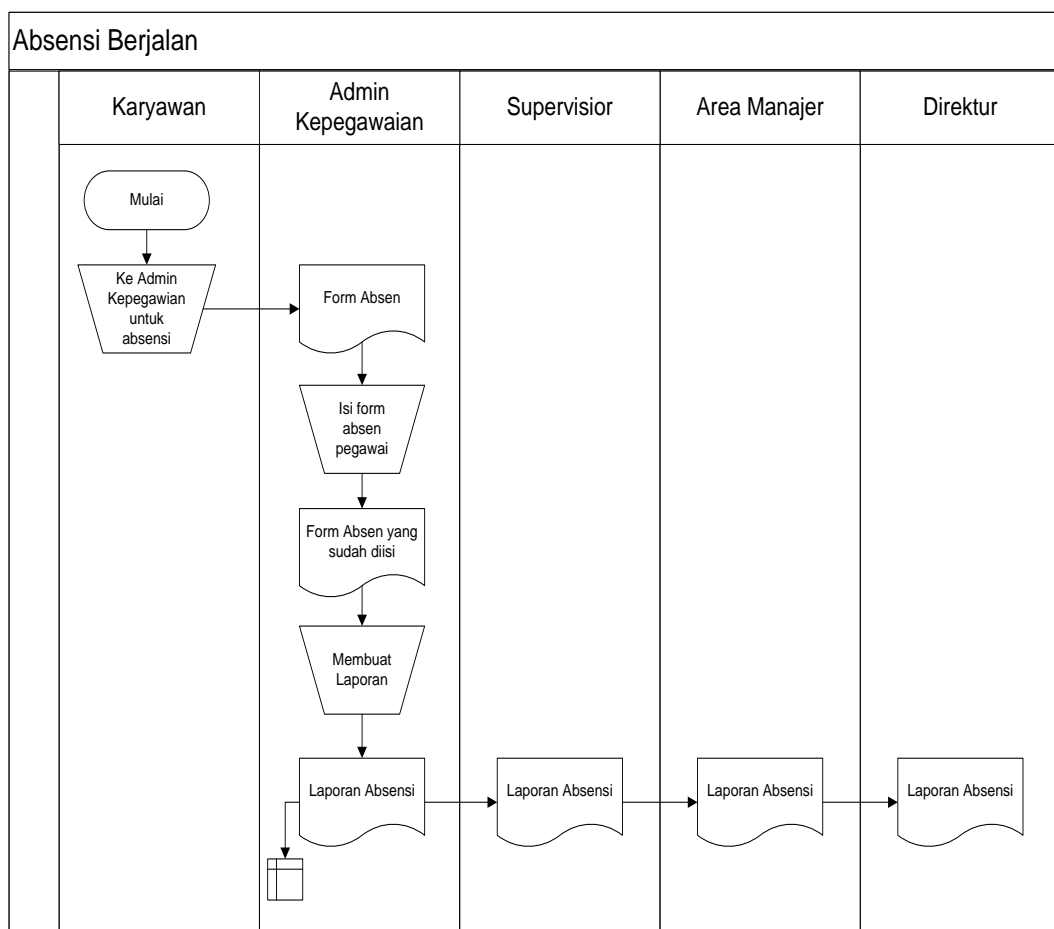 Absensi Berjalan
Karyawan
Admin
Kepegawaian
Supervisior
Area Manajer
Direktur
Mulai
Ke Admin
Kepegawian
untuk
absensi
Form Absen
Isi form
absen
pegawai
Form Absen yang
sudah diisi
Membuat
Laporan
Laporan Absensi
Laporan Absensi
Laporan Absensi
Laporan Absensi